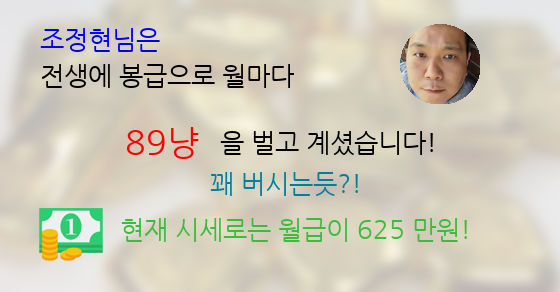 조정현님은
전생에 봉급으로 월마다
89냥 을 벌고 계셨습니다!
꽤 버시는듯?!
1
현재 시세로는 월급이 625 만원!